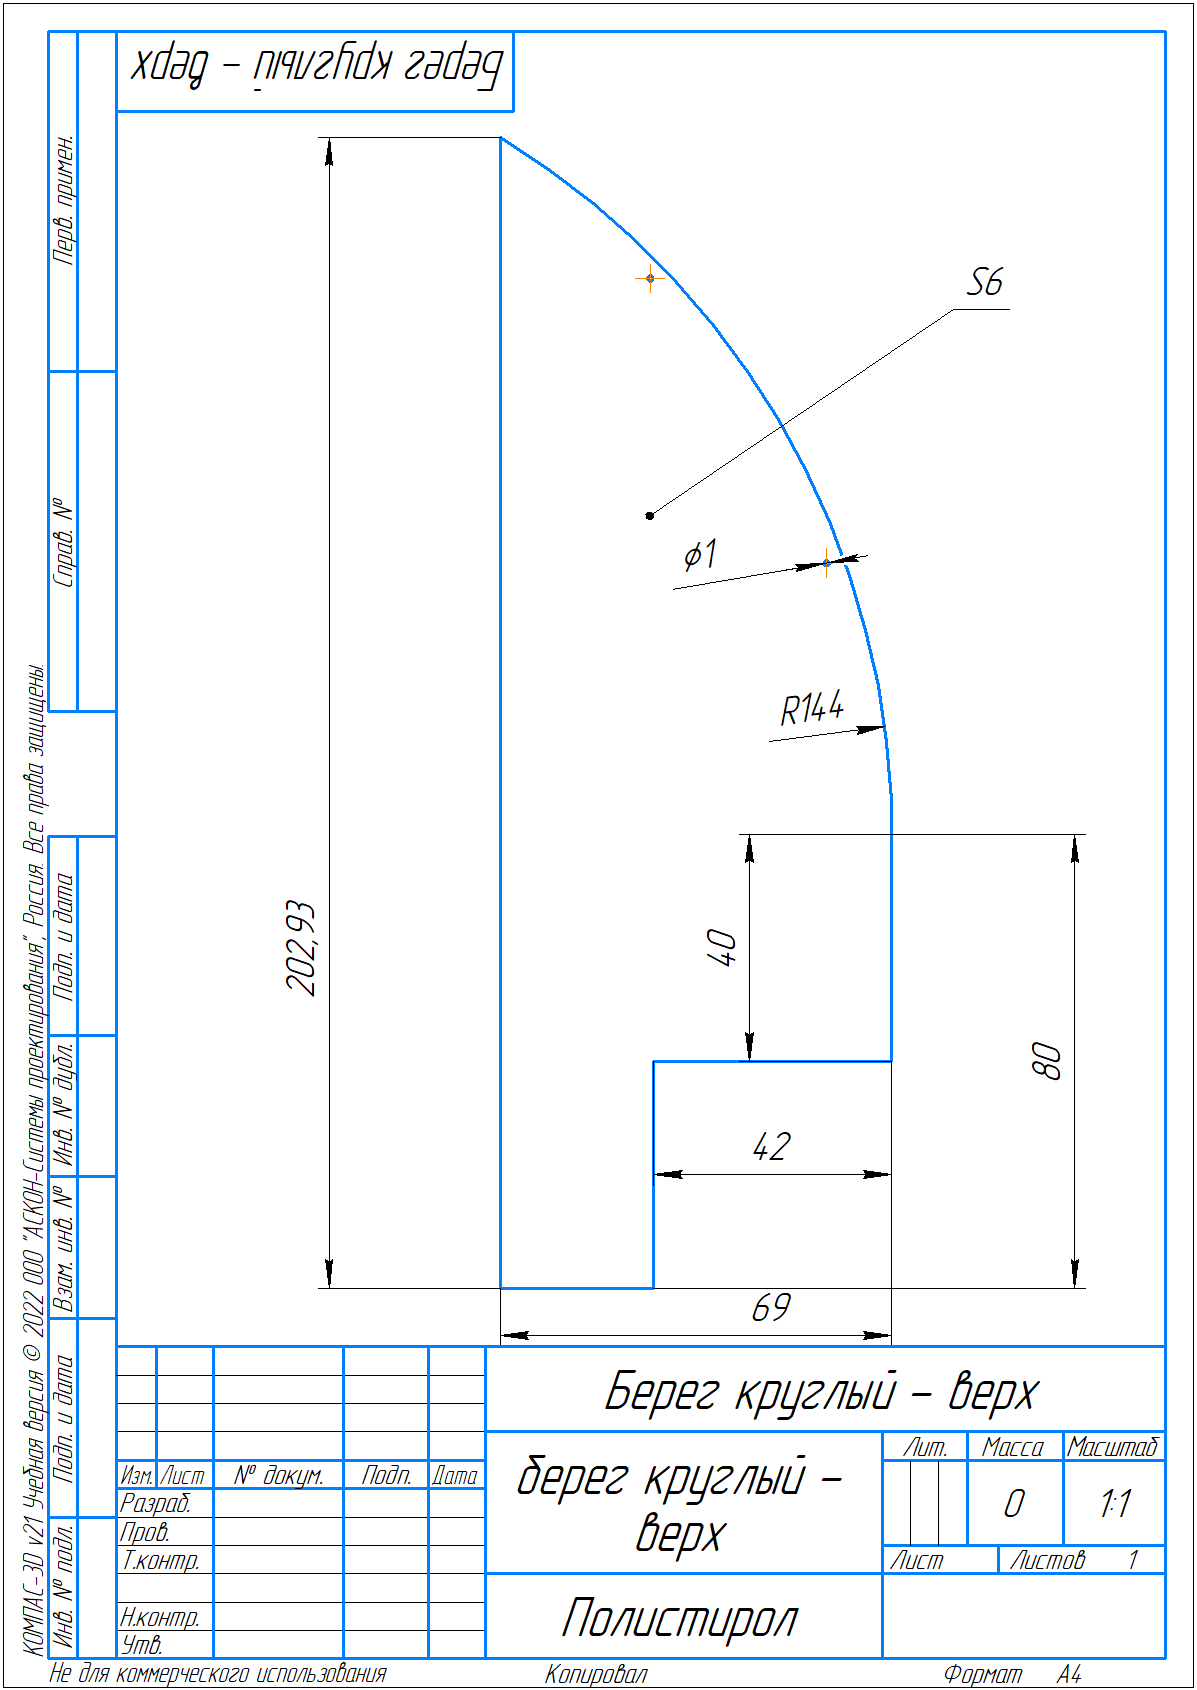 Берег круглый - верх
Перв. примен.
Справ. №
Подп. и дата
Инв. № дубл.
Взам. инв. №
Подп. и дата
Инв. № подл.
КОМПАС-3D v21 Учебная версия © 2022 ООО "АСКОН-Системы проектирования", Россия. Все права защищены.
S6
ϕ1
R144
202,93
40
80
42
69
Берег круглый - верх
берег круглый -
верх
Полистирол
Изм. Лист № докум. Подп. Дата
Разраб.
Пров.
Т.контр.
Н.контр.
Утв.
Лит. Масса Масштаб
0 1:1
Лист Листов 1
Не для коммерческого использования Копировал Формат А4